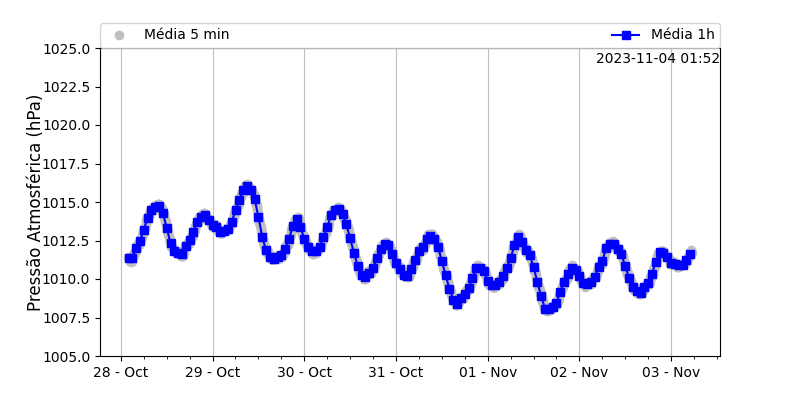 Média 5 min
Média 1h
2023-11-04 01:52
Pressão Atmosférica (hPa)
1025.0
1022.5
1020.0
1017.5
1015.0
1012.5
1010.0
1007.5
1005.0
28 - Oct
29 - Oct
30 - Oct
31 - Oct
01 - Nov
02 - Nov
03 - Nov